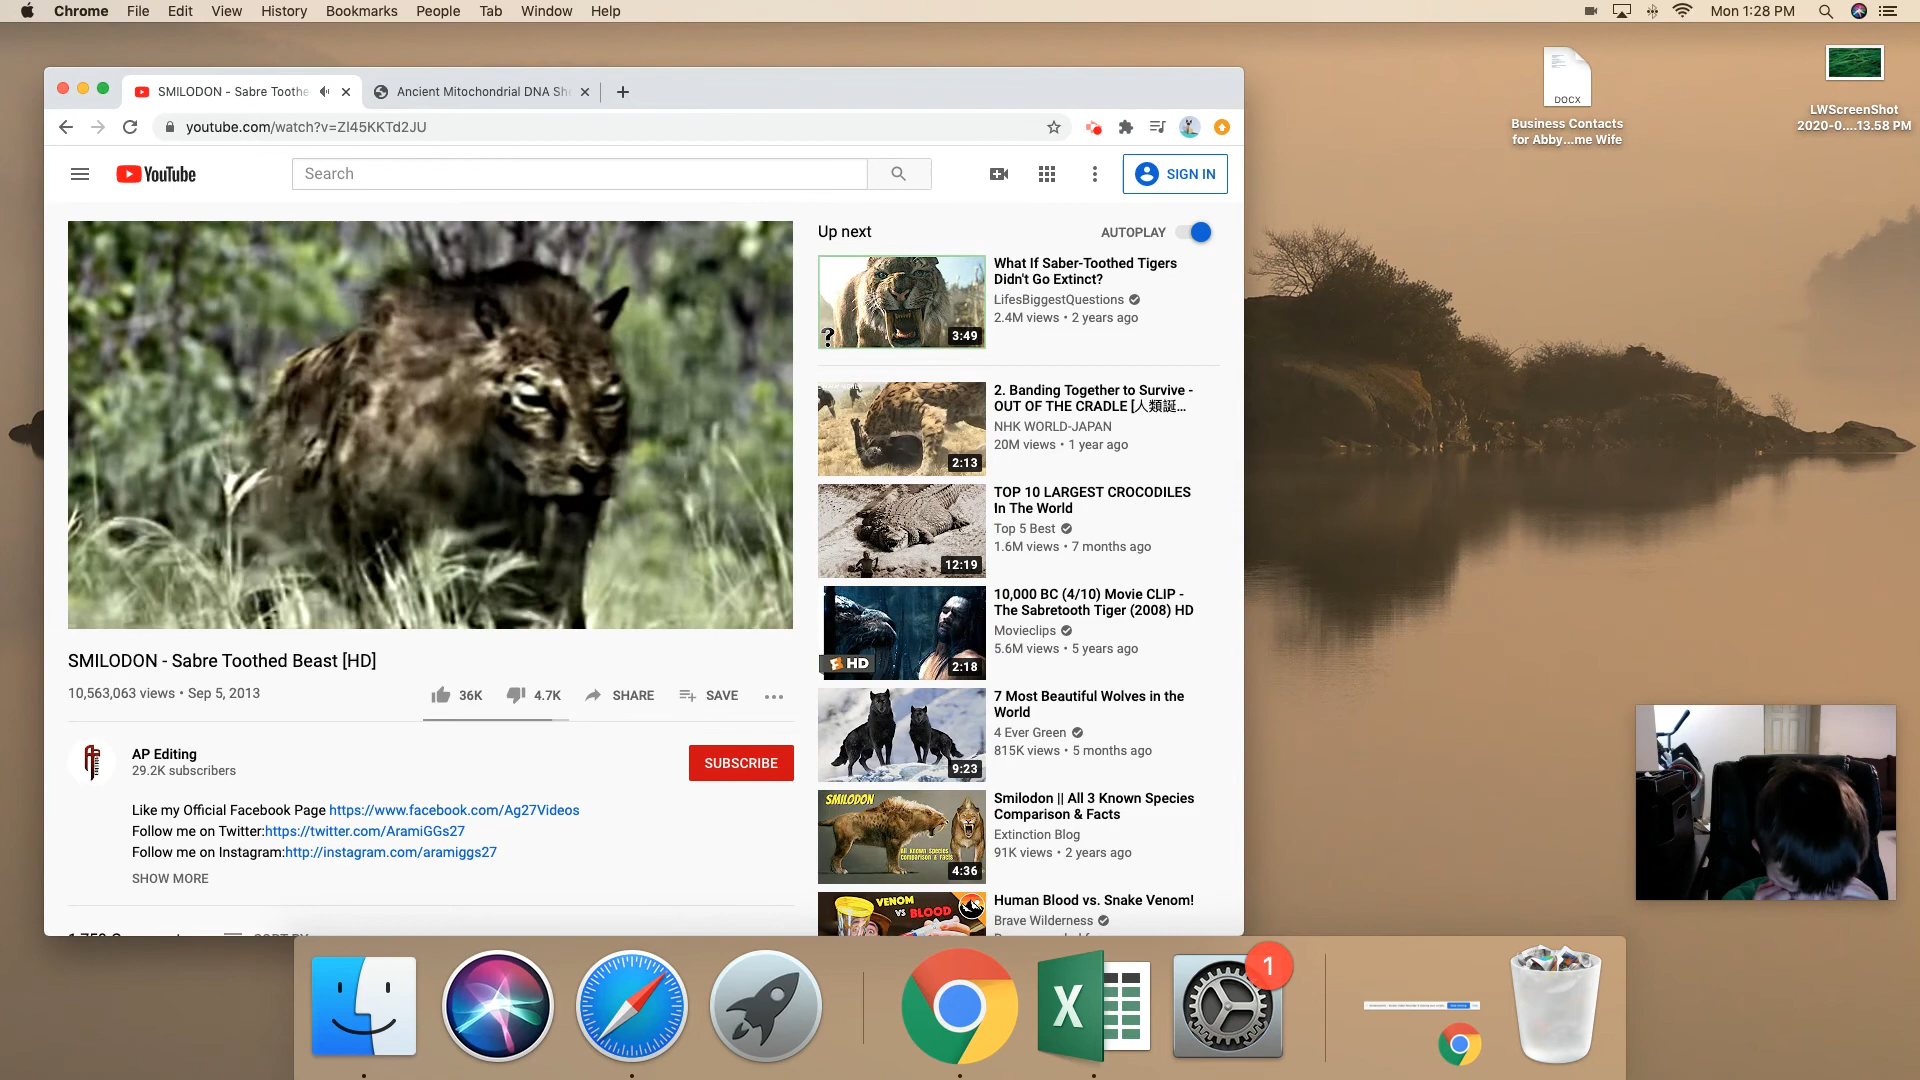 Chrome File Edit View History Bookmarks People Tab Window Help
Mon 1:28 PM
SMILODON - Sabre Toothe
Ancient Mitochondrial DNA Sh
youtube.com/watch?v=Zl45KKTd2JU
YouTube
Search
SIGN IN
Up next
AUTOPLAY
?
3:49
What If Saber-Toothed Tigers
Didn't Go Extinct?
LifesBiggestQuestions
2.4M views • 2 years ago
2:13
2. Banding Together to Survive -
OUT OF THE CRADLE [人類誕...
NHK WORLD-JAPAN
20M views • 1 year ago
12:19
TOP 10 LARGEST CROCODILES
In The World
Top 5 Best
1.6M views • 7 months ago
HD
2:18
10,000 BC (4/10) Movie CLIP -
The Sabretooth Tiger (2008) HD
Movieclips
5.6M views • 5 years ago
9:23
7 Most Beautiful Wolves in the
World
4 Ever Green
815K views • 5 months ago
SMILODON
All Known Species
Comparison & Facts
4:36
Smilodon || All 3 Known Species
Comparison & Facts
Extinction Blog
91K views • 2 years ago
VENOM
VS BLOOD
Human Blood vs. Snake Venom!
Brave Wilderness
SMILODON - Sabre Toothed Beast [HD]
10,563,063 views • Sep 5, 2013
36K
4.7K
SHARE
SAVE
AP Editing
29.2K subscribers
SUBSCRIBE
Like my Official Facebook Page https://www.facebook.com/Ag27Videos
Follow me on Twitter:https://twitter.com/AramiGGs27
Follow me on Instagram:http://instagram.com/aramiggs27
SHOW MORE
DOCX
Business Contacts
for Abby...me Wife
LWScreenShot
2020-0....13.58 PM
X
1